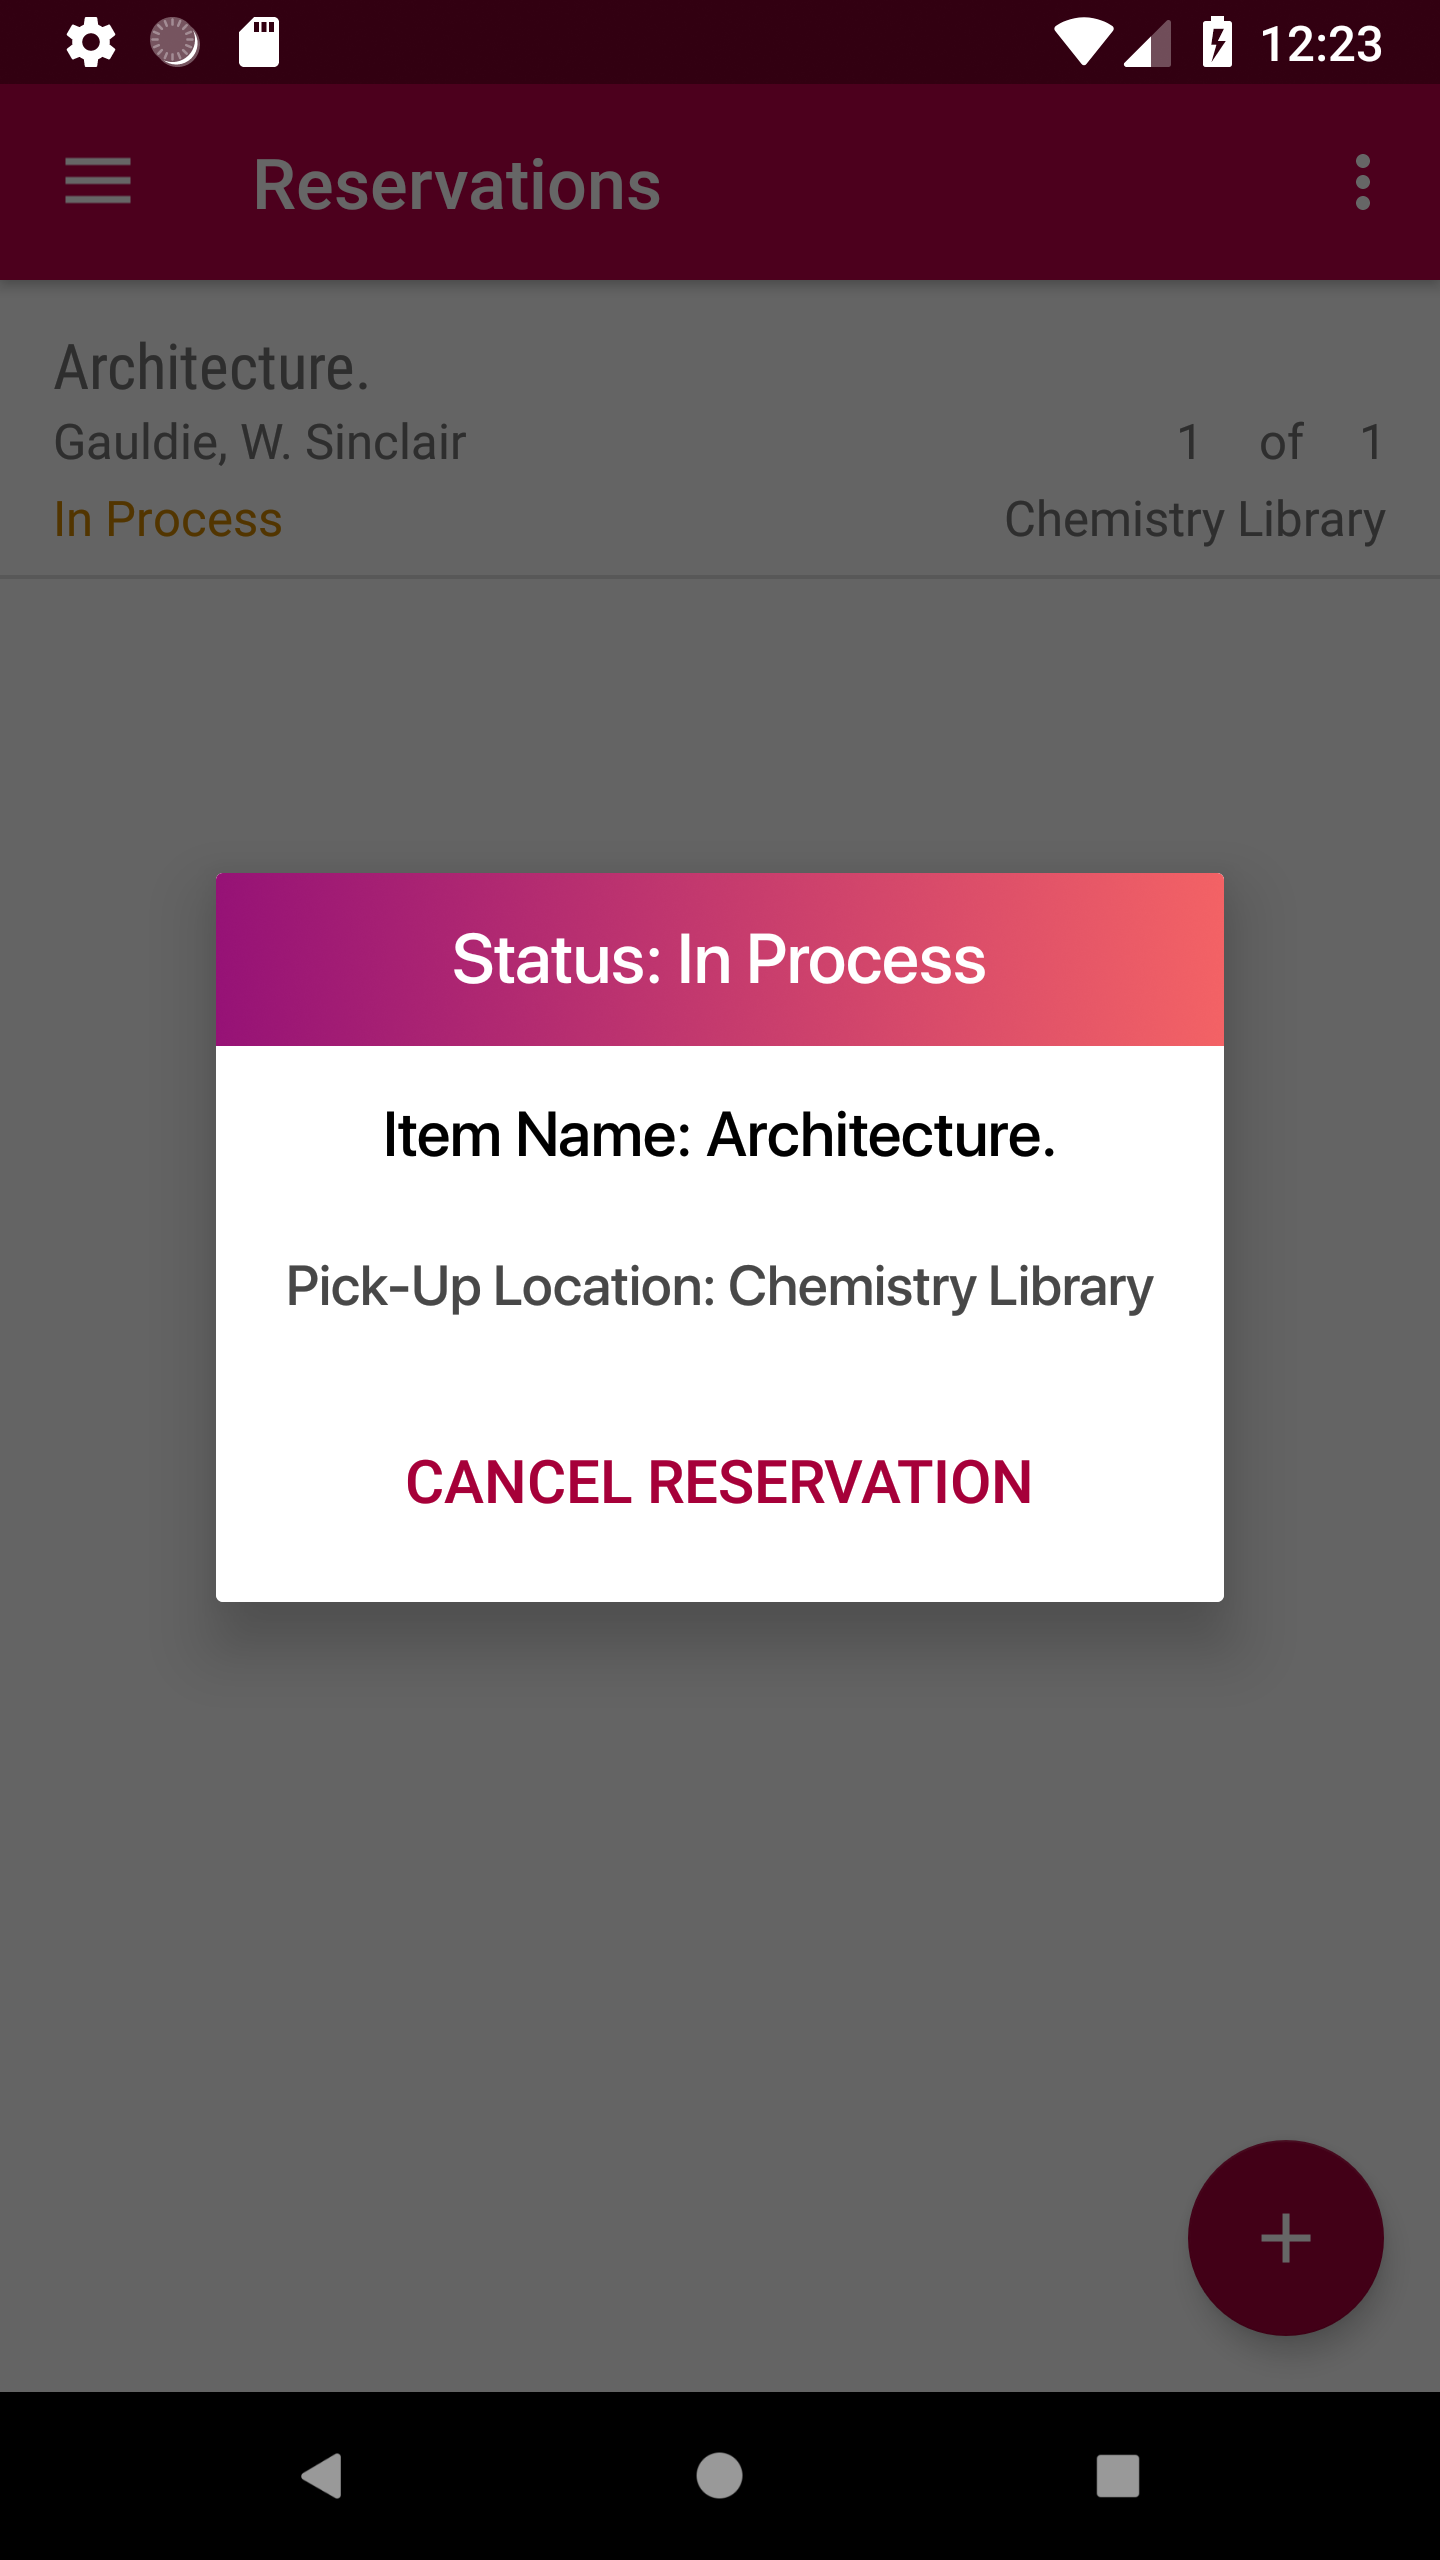 12:23
Reservations
Architecture.
Gauldie, W. Sinclair
1 of 1
In Process
Chemistry Library
Status: In Process
Item Name: Architecture.
Pick-Up Location: Chemistry Library
CANCEL RESERVATION